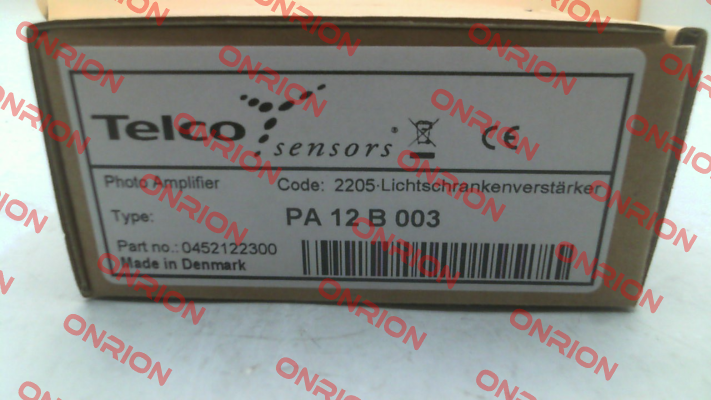 Telco sensors®
CE
Photo Amplifier Code: 2205·Lichtschrankenverstärker
Type: PA 12 B 003
Part no.:0452122300
Made in Denmark
ONRION